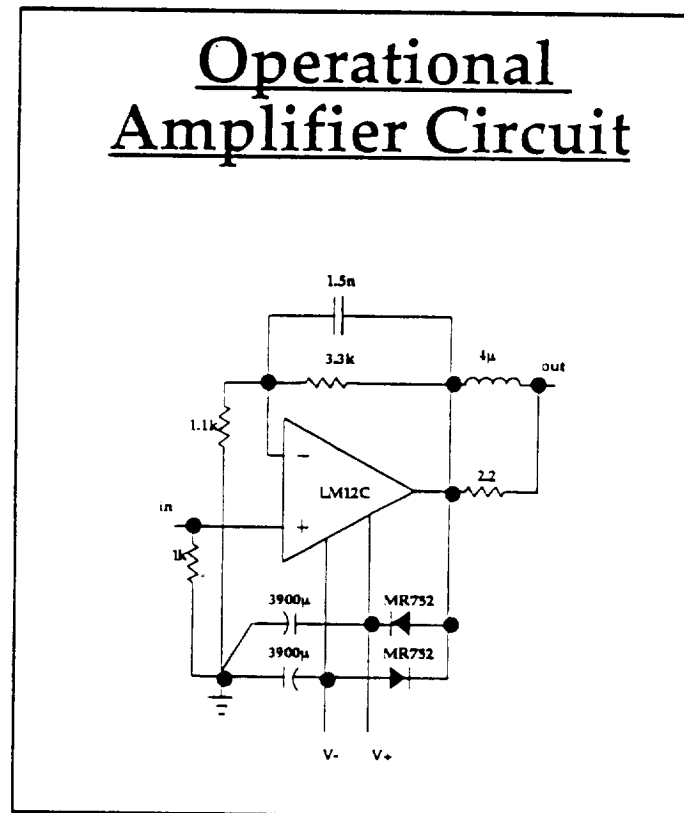 Operational
Amplifier Circuit
1.5n
3.3k
4μ
out
1.1k
2.2
LM12C
in
1k
3900μ
MR752
3900μ
MR752
V-
V+